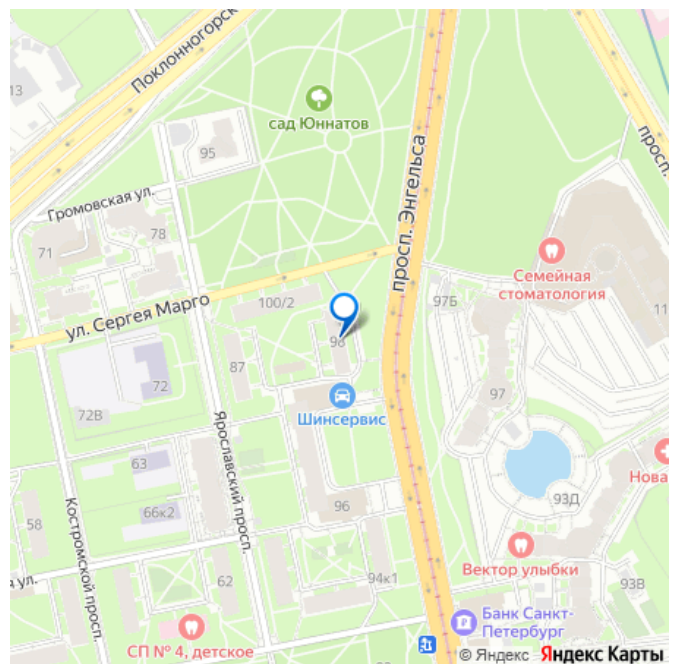 Поклонногорск
13
сад Юннатов
95
просп.
Громовская ул.
78
71
просп. Энгельса
Семейная
стоматология
ул. Сергея Марго
100/2
97Б
11
98
87
72
97
72В
Шинсервис
Ярославский просп.
63
Нова
96
93Д
66к2
58
Костромской просп.
Вектор улыбки
я ул.
62
94к1
93В
Банк Санкт-
Петербург
СП № 4, детское
© Яндекс Яндекс Карты